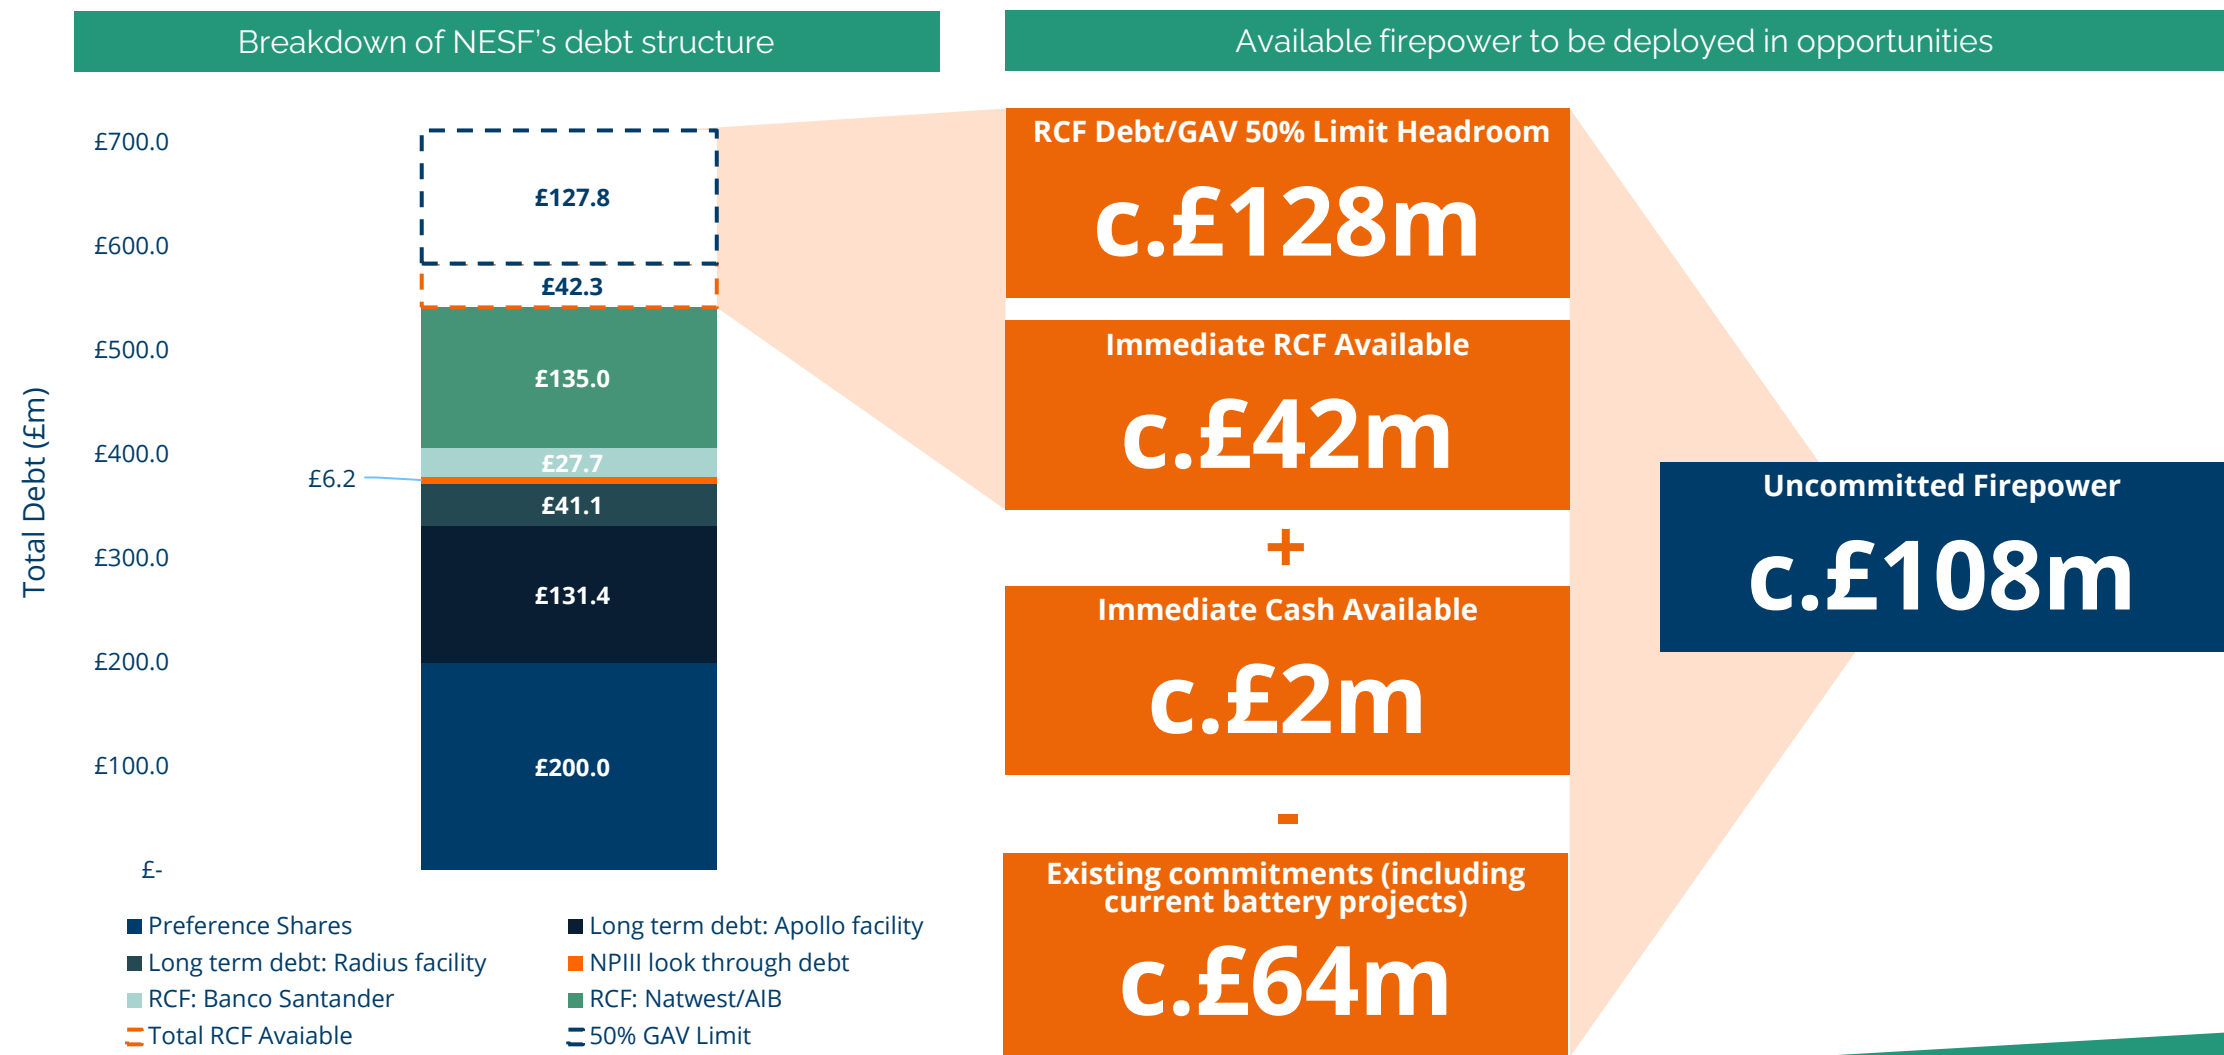 Breakdown of NESF's debt structure
Total Debt (£m)
£700.0
£600.0
£500.0
£400.0
£300.0
£200.0
£100.0
£-
£127.8
£42.3
£135.0
£27.7
£6.2
£41.1
£131.4
£200.0
Preference Shares
Long term debt: Apollo facility
Long term debt: Radius facility
NPIII look through debt
RCF: Banco Santander
RCF: Natwest/AIB
Total RCF Avaiable
50% GAV Limit
Available firepower to be deployed in opportunities
RCF Debt/GAV 50% Limit Headroom
c.£128m
Immediate RCF Available
c.£42m
+
Immediate Cash Available
c.£2m
-
Existing commitments (including
current battery projects)
c.£64m
Uncommitted Firepower
c.£108m